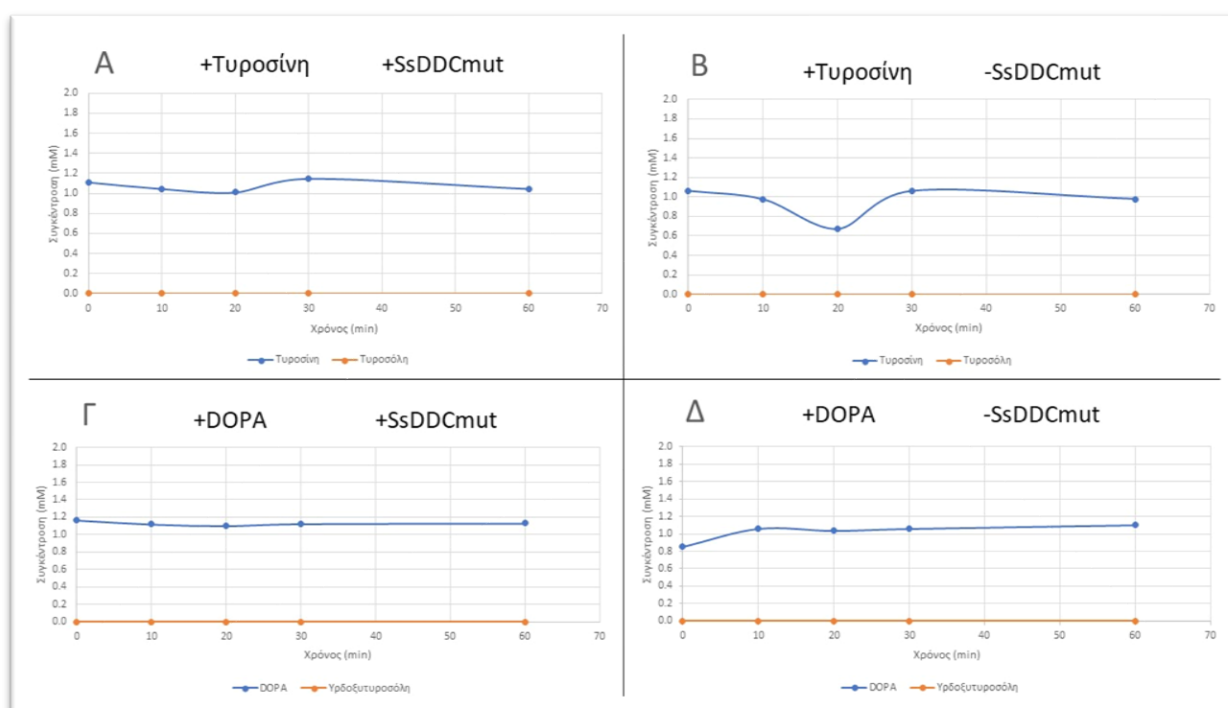 Α +Τυροσίνη +SsDDCmut
2.0
1.8
1.6
1.4
1.2
1.0
0.8
0.6
0.4
0.2
0.0
Συγκέντρωση (mM)
0 10 20 30 40 50 60 70
Χρόνος (min)
Τυροσίνη Τυροσόλη
Β +Τυροσίνη -SsDDCmut
2.0
1.8
1.6
1.4
1.2
1.0
0.8
0.6
0.4
0.2
0.0
Συγκέντρωση (mM)
0 10 20 30 40 50 60 70
Χρόνος (min)
Τυροσίνη Τυροσόλη
Γ +DOPA +SsDDCmut
2.0
1.8
1.6
1.4
1.2
1.0
0.8
0.6
0.4
0.2
0.0
Συγκέντρωση (mM)
0 10 20 30 40 50 60 70
Χρόνος (min)
DOPA Υρδοξυτυροσόλη
Δ +DOPA -SsDDCmut
2.0
1.8
1.6
1.4
1.2
1.0
0.8
0.6
0.4
0.2
0.0
Συγκέντρωση (mM)
0 10 20 30 40 50 60 70
Χρόνος (min)
DOPA Υρδοξυτυροσόλη